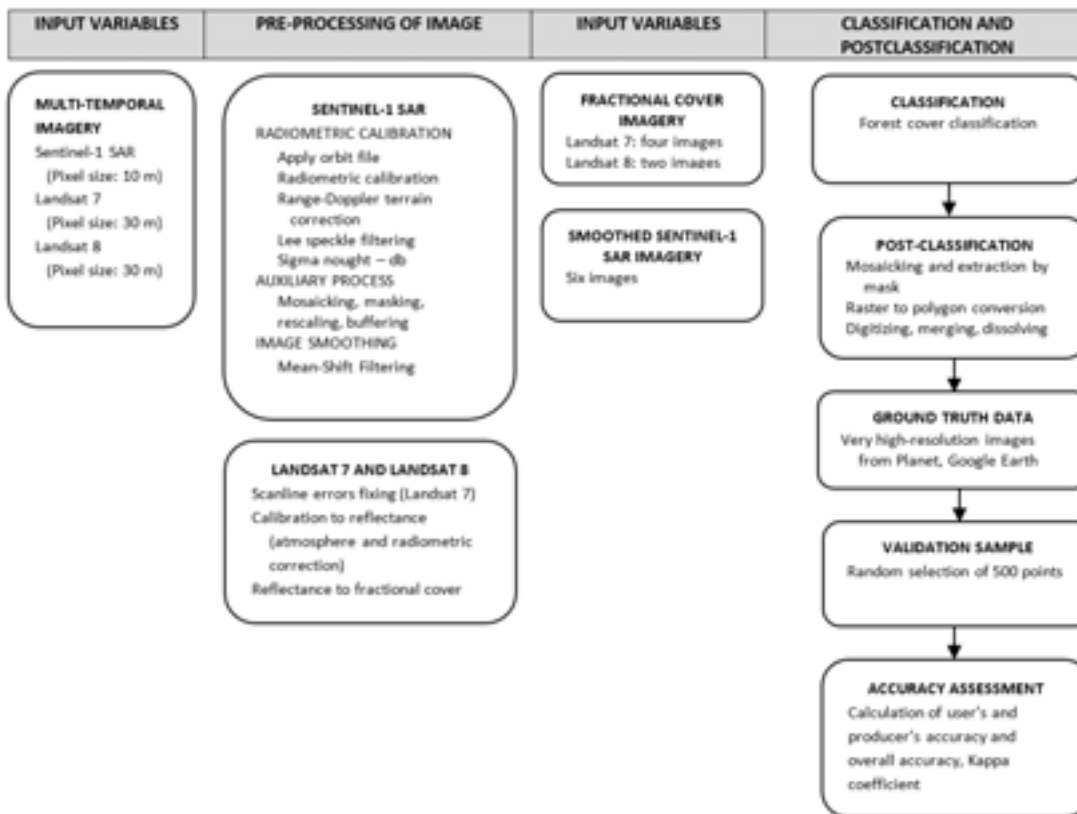 INPUT VARIABLES
PRE-PROCESSING OF IMAGE
INPUT VARIABLES
CLASSIFICATION AND
POSTCLASSIFICATION
MULTI-TEMPORAL
IMAGERY
Sentinel-1 SAR
(Pixel size: 10 m)
Landsat 7
(Pixel size: 30 m)
Landsat 8
(Pixel size: 30 m)
SENTINEL-1 SAR
RADIOMETRIC CALIBRATION
Apply orbit file
Radiometric calibration
Range-Doppler terrain
correction
Lee speckle filtering
Sigma nought – db
AUXILIARY PROCESS
Mosaicking, masking,
rescaling, buffering
IMAGE SMOOTHING
Mean-Shift Filtering
LANDSAT 7 AND LANDSAT 8
Scanline errors fixing (Landsat 7)
Calibration to reflectance
(atmosphere and radiometric
correction)
Reflectance to fractional cover
FRACTIONAL COVER
IMAGERY
Landsat 7: four images
Landsat 8: two images
SMOOTHED SENTINEL-1
SAR IMAGERY
Six images
CLASSIFICATION
Forest cover classification
POST-CLASSIFICATION
Mosaicking and extraction by
mask
Raster to polygon conversion
Digitizing, merging, dissolving
GROUND TRUTH DATA
Very high-resolution images
from Planet, Google Earth
VALIDATION SAMPLE
Random selection of 500 points
ACCURACY ASSESSMENT
Calculation of user's and
producer's accuracy and
overall accuracy, Kappa
coefficient